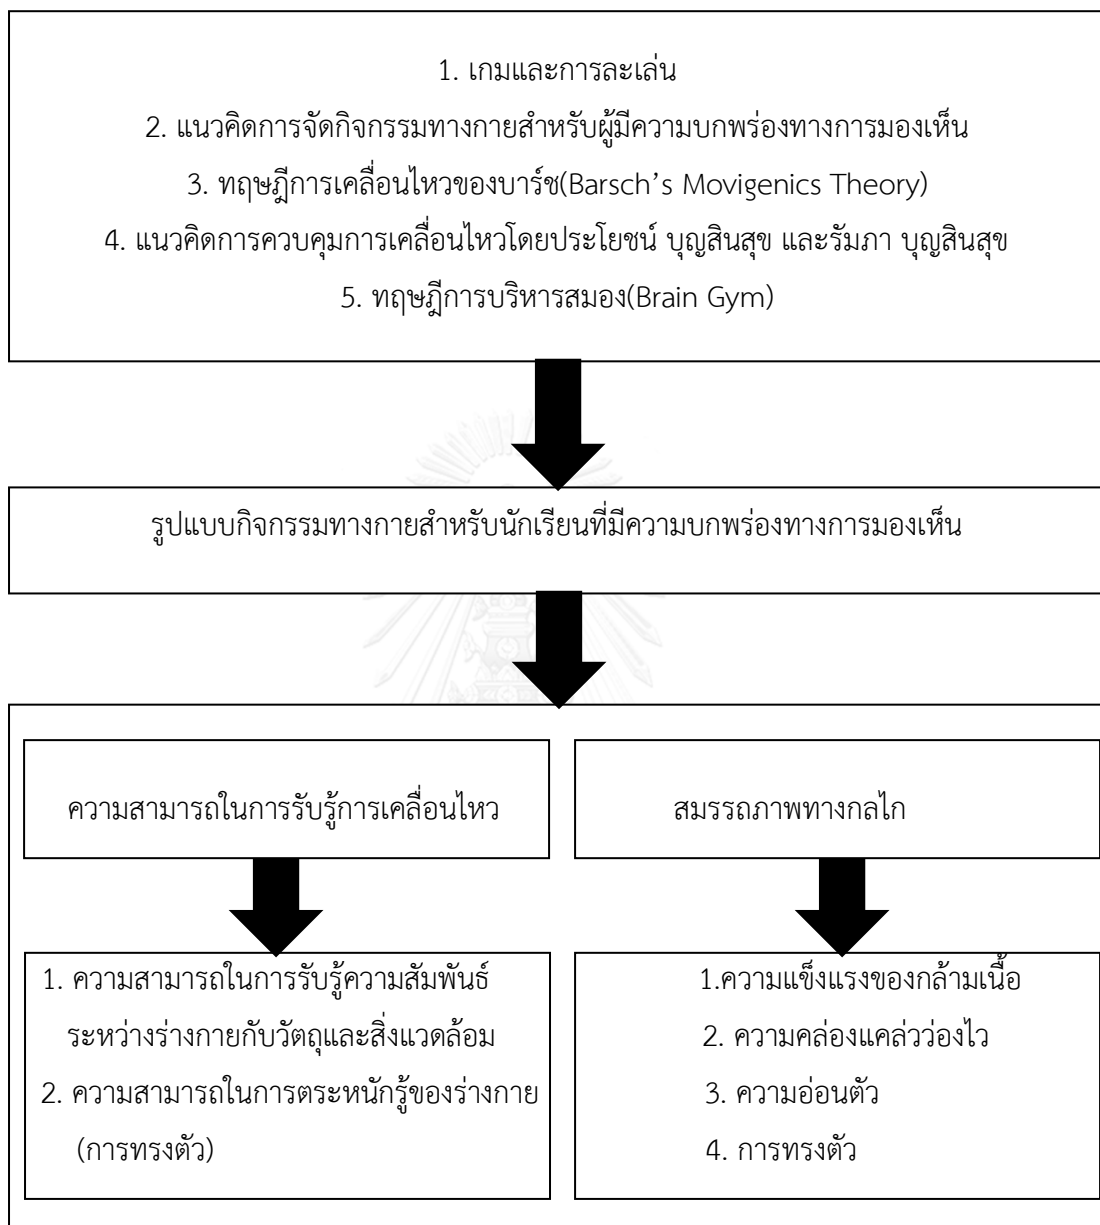 1. เกมและการละเล่น
2. แนวคิดการจัดกิจกรรมทางกายสำหรับผู้มีความบกพร่องทางการมองเห็น
3. ทฤษฎีการเคลื่อนไหวของบาร์ช(Barsch’s Movigenics Theory)
4. แนวคิดการควบคุมการเคลื่อนไหวโดยประโยชน์ บุญสินสุข และรัมภา บุญสินสุข
5. ทฤษฎีการบริหารสมอง(Brain Gym)
รูปแบบกิจกรรมทางกายสำหรับนักเรียนที่มีความบกพร่องทางการมองเห็น
ความสามารถในการรับรู้การเคลื่อนไหว
สมรรถภาพทางกลไก
1. ความสามารถในการรับรู้ความสัมพันธ์
ระหว่างร่างกายกับวัตถุและสิ่งแวดล้อม
2. ความสามารถในการตระหนักรู้ของร่างกาย
(การทรงตัว)
1.ความแข็งแรงของกล้ามเนื้อ
2. ความคล่องแคล่วว่องไว
3. ความอ่อนตัว
4. การทรงตัว